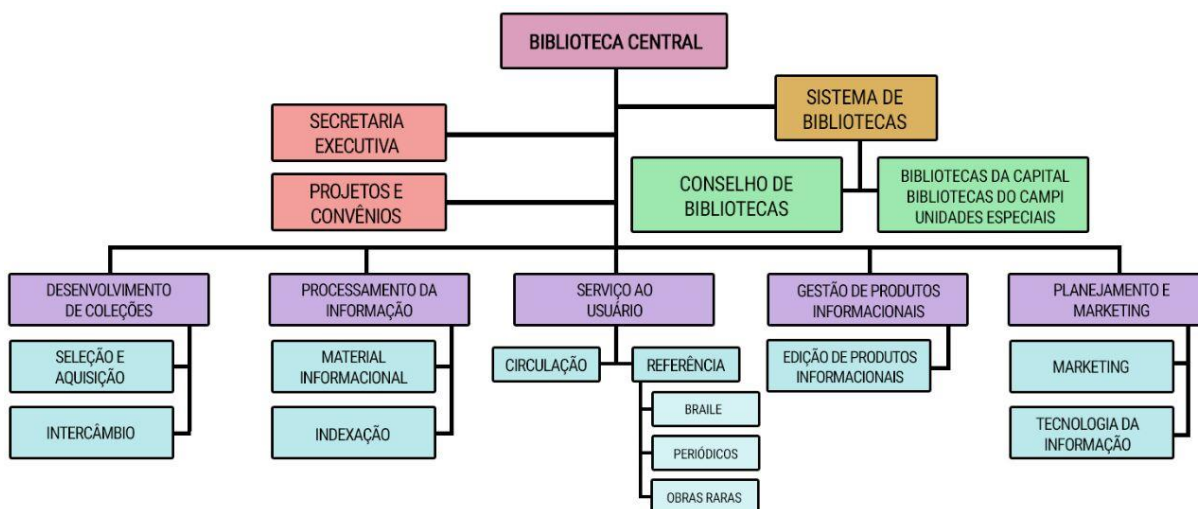 BIBLIOTECA CENTRAL
SISTEMA DE
BIBLIOTECAS
SECRETARIA
EXECUTIVA
PROJETOS E
CONVÊNIOS
CONSELHO DE
BIBLIOTECAS
BIBLIOTECAS DA CAPITAL
BIBLIOTECAS DO CAMPI
UNIDADES ESPECIAIS
DESENVOLVIMENTO
DE COLEÇÕES
SELEÇÃO E
AQUISIÇÃO
INTERCÂMBIO
PROCESSAMENTO DA
INFORMAÇÃO
MATERIAL
INFORMACIONAL
INDEXAÇÃO
SERVIÇO AO
USUÁRIO
CIRCULAÇÃO
REFERÊNCIA
BRAILE
PERIÓDICOS
OBRAS RARAS
GESTÃO DE PRODUTOS
INFORMACIONAIS
EDIÇÃO DE PRODUTOS
INFORMACIONAIS
PLANEJAMENTO E
MARKETING
MARKETING
TECNOLOGIA DA
INFORMAÇÃO